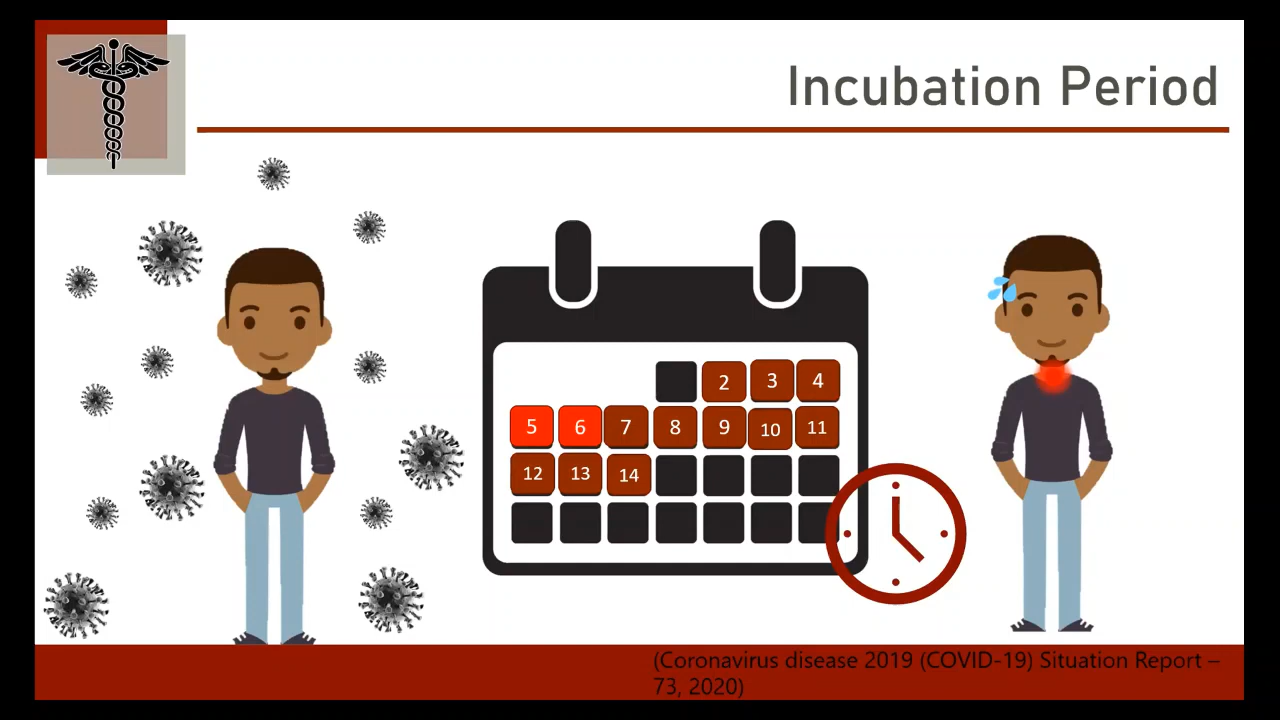 Incubation Period
2 3 4
5 6 7 8 9 10 11
12 13 14
(Coronavirus disease 2019 (COVID-19) Situation Report –
73, 2020)